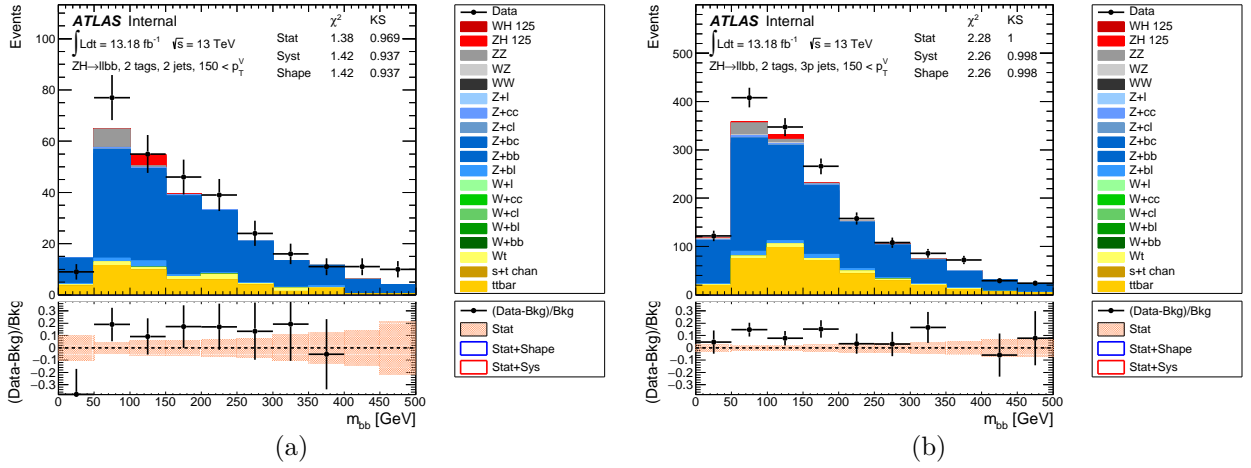 Events
ATLAS Internal
∫Ldt = 13.18 fb⁻¹ √s = 13 TeV
ZH→llbb, 2 tags, 2 jets, 150 < p_T^V
χ² KS
Stat 1.38 0.969
Syst 1.42 0.937
Shape 1.42 0.937
100
80
60
40
20
0
Data
WH 125
ZH 125
ZZ
WZ
WW
Z+l
Z+cc
Z+cl
Z+bc
Z+bb
Z+bl
W+l
W+cc
W+cl
W+bl
W+bb
Wt
s+t chan
ttbar
(Data-Bkg)/Bkg
0.3
0.2
0.1
0
−0.1
−0.2
−0.3
0 50 100 150 200 250 300 350 400 450 500
m_bb [GeV]
(Data-Bkg)/Bkg
Stat
Stat+Shape
Stat+Sys
(a)
Events
ATLAS Internal
∫Ldt = 13.18 fb⁻¹ √s = 13 TeV
ZH→llbb, 2 tags, 3p jets, 150 < p_T^V
χ² KS
Stat 2.28 1
Syst 2.26 0.998
Shape 2.26 0.998
600
500
400
300
200
100
0
Data
WH 125
ZH 125
ZZ
WZ
WW
Z+l
Z+cc
Z+cl
Z+bc
Z+bb
Z+bl
W+l
W+cc
W+cl
W+bl
W+bb
Wt
s+t chan
ttbar
(Data-Bkg)/Bkg
0.3
0.2
0.1
0
−0.1
−0.2
−0.3
0 50 100 150 200 250 300 350 400 450 500
m_bb [GeV]
(Data-Bkg)/Bkg
Stat
Stat+Shape
Stat+Sys
(b)